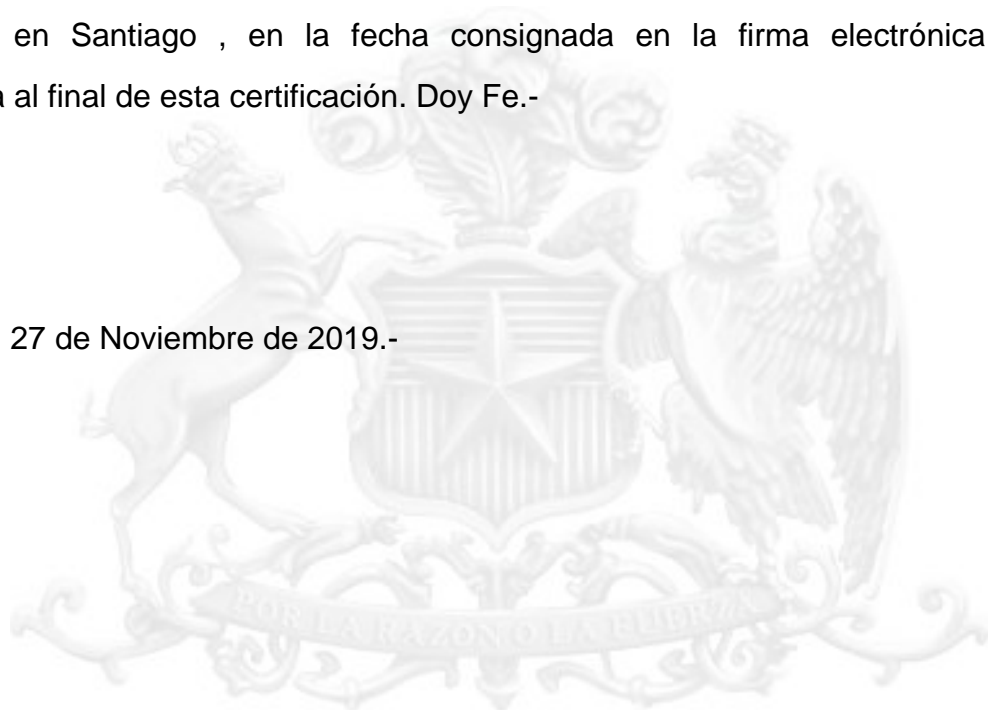 en Santiago , en la fecha consignada en la firma electrónica
al final de esta certificación. Doy Fe.-
27 de Noviembre de 2019.-
POR LA RAZÓN O LA FUERZA